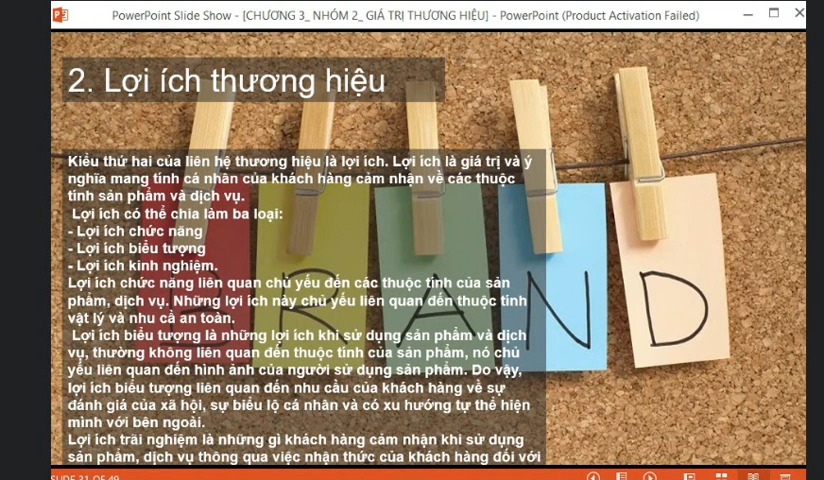 PowerPoint Slide Show - [CHƯƠNG 3_ NHÓM 2_ GIÁ TRỊ THƯƠNG HIỆU] - PowerPoint (Product Activation Failed)
2. Lợi ích thương hiệu
Kiểu thứ hai của liên hệ thương hiệu là lợi ích. Lợi ích là giá trị và ý
nghĩa mang tính cá nhân của khách hàng cảm nhận về các thuộc
tính sản phẩm và dịch vụ.
Lợi ích có thể chia làm ba loại:
- Lợi ích chức năng
- Lợi ích biểu tượng
- Lợi ích kinh nghiệm.
Lợi ích chức năng liên quan chủ yếu đến các thuộc tính của sản
phẩm, dịch vụ. Những lợi ích này chủ yếu liên quan đến thuộc tính
vật lý và nhu cầ an toàn.
Lợi ích biểu tượng là những lợi ích khi sử dụng sản phẩm và dịch
vụ, thường không liên quan đến thuộc tính của sản phẩm, nó chủ
yếu liên quan đến hình ảnh của người sử dụng sản phẩm. Do vậy,
lợi ích biểu tượng liên quan đến nhu cầu của khách hàng về sự
đánh giá của xã hội, sự biểu lộ cá nhân và có xu hướng tự thể hiện
mình với bên ngoài.
Lợi ích trãi nghiệm là những gì khách hàng cảm nhận khi sử dụng
sản phẩm, dịch vụ thông qua việc nhận thức của khách hàng đối với
BRAND
SLIDE 31 OF 49